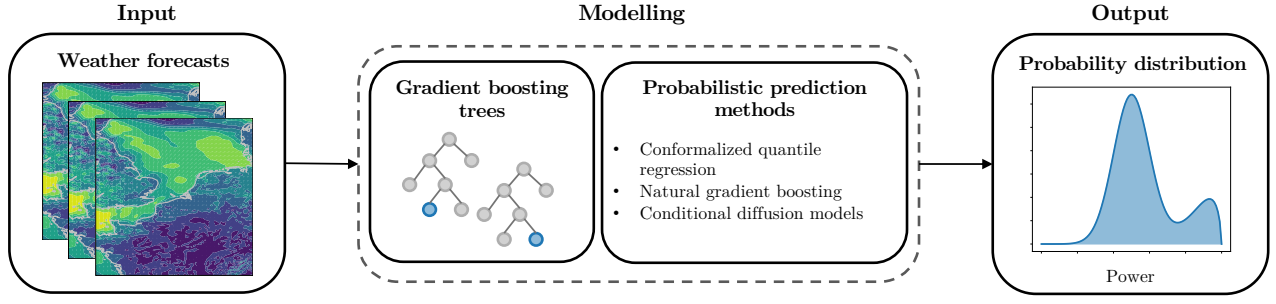 Input
Weather forecasts
Modelling
Gradient boosting
trees
Probabilistic prediction
methods
• Conformalized quantile
regression
• Natural gradient boosting
• Conditional diffusion models
Output
Probability distribution
Power